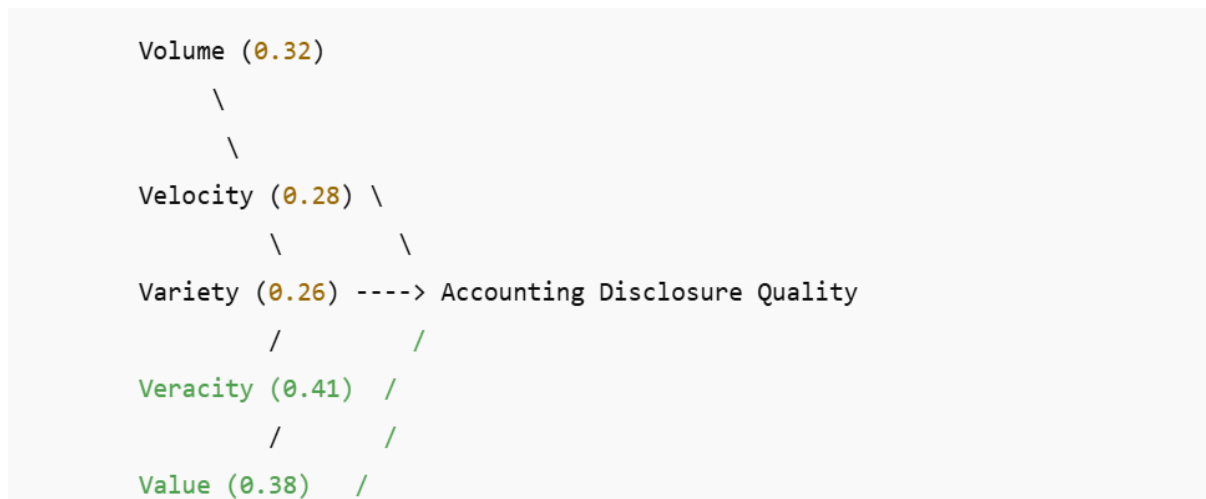 Volume (0.32)
\
\
Velocity (0.28) \
\ \
Variety (0.26) ----> Accounting Disclosure Quality
/ /
Veracity (0.41) /
/ /
Value (0.38) /